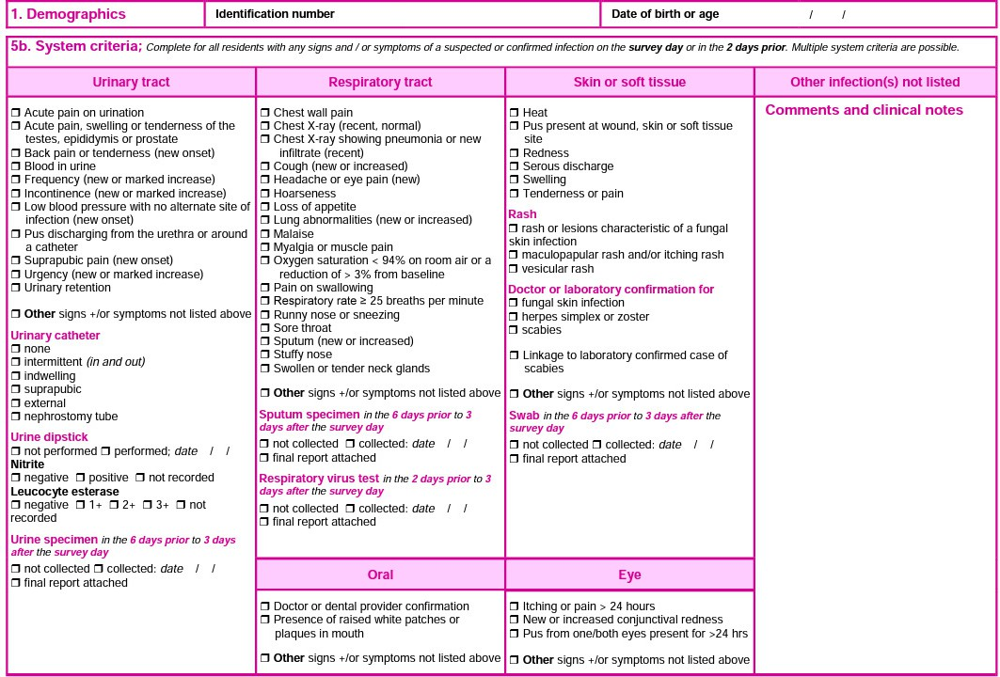 1. Demographics
Identification number
Date of birth or age / /
5b. System criteria; Complete for all residents with any signs and / or symptoms of a suspected or confirmed infection on the survey day or in the 2 days prior. Multiple system criteria are possible.
Urinary tract
☐ Acute pain on urination
☐ Acute pain, swelling or tenderness of the
testes, epididymis or prostate
☐ Back pain or tenderness (new onset)
☐ Blood in urine
☐ Frequency (new or marked increase)
☐ Incontinence (new or marked increase)
☐ Low blood pressure with no alternate site of
infection (new onset)
☐ Pus discharging from the urethra or around
a catheter
☐ Suprapubic pain (new onset)
☐ Urgency (new or marked increase)
☐ Urinary retention
☐ Other signs +/or symptoms not listed above
Urinary catheter
☐ none
☐ intermittent (in and out)
☐ indwelling
☐ suprapubic
☐ external
☐ nephrostomy tube
Urine dipstick
☐ not performed ☐ performed; date / /
Nitrite
☐ negative ☐ positive ☐ not recorded
Leucocyte esterase
☐ negative ☐ 1+ ☐ 2+ ☐ 3+ ☐ not
recorded
Urine specimen in the 6 days prior to 3 days
after the survey day
☐ not collected ☐ collected: date / /
☐ final report attached
Respiratory tract
☐ Chest wall pain
☐ Chest X-ray (recent, normal)
☐ Chest X-ray showing pneumonia or new
infiltrate (recent)
☐ Cough (new or increased)
☐ Headache or eye pain (new)
☐ Hoarseness
☐ Loss of appetite
☐ Lung abnormalities (new or increased)
☐ Malaise
☐ Myalgia or muscle pain
☐ Oxygen saturation < 94% on room air or a
reduction of > 3% from baseline
☐ Pain on swallowing
☐ Respiratory rate ≥ 25 breaths per minute
☐ Runny nose or sneezing
☐ Sore throat
☐ Sputum (new or increased)
☐ Stuffy nose
☐ Swollen or tender neck glands
☐ Other signs +/or symptoms not listed above
Sputum specimen in the 6 days prior to 3
days after the survey day
☐ not collected ☐ collected: date / /
☐ final report attached
Respiratory virus test in the 2 days prior to 3
days after the survey day
☐ not collected ☐ collected: date / /
☐ final report attached
Oral
☐ Doctor or dental provider confirmation
☐ Presence of raised white patches or
plaques in mouth
☐ Other signs +/or symptoms not listed above
Skin or soft tissue
☐ Heat
☐ Pus present at wound, skin or soft tissue
site
☐ Redness
☐ Serous discharge
☐ Swelling
☐ Tenderness or pain
Rash
☐ rash or lesions characteristic of a fungal
skin infection
☐ maculopapular rash and/or itching rash
☐ vesicular rash
Doctor or laboratory confirmation for
☐ fungal skin infection
☐ herpes simplex or zoster
☐ scabies
☐ Linkage to laboratory confirmed case of
scabies
☐ Other signs +/or symptoms not listed above
Swab in the 6 days prior to 3 days after the
survey day
☐ not collected ☐ collected: date / /
☐ final report attached
Eye
☐ Itching or pain > 24 hours
☐ New or increased conjunctival redness
☐ Pus from one/both eyes present for >24 hrs
☐ Other signs +/or symptoms not listed above
Other infection(s) not listed
Comments and clinical notes